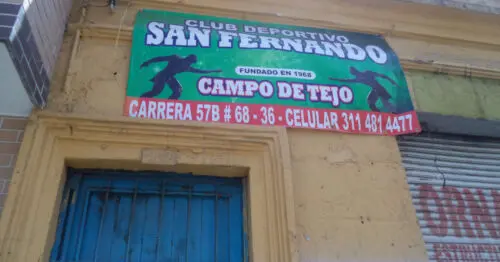 CLUB DEPORTIVO
SAN FERNANDO
FUNDADO EN 1968
CAMPO DE TEJO
CARRERA 57B # 68 - 36 - CELULAR 311 481 4477